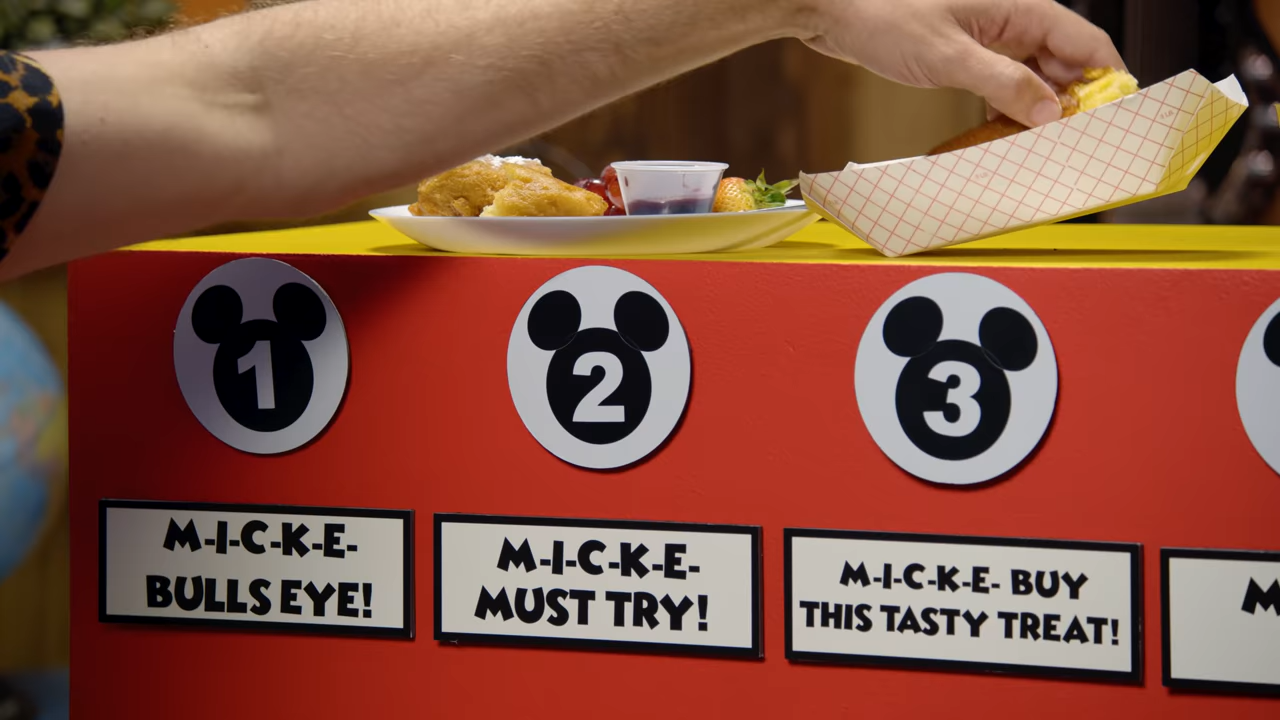 1
2
3
M-I-C-K-E-
BULLS EYE!
M-I-C-K-E-
MUST TRY!
M-I-C-K-E- BUY
THIS TASTY TREAT!
M